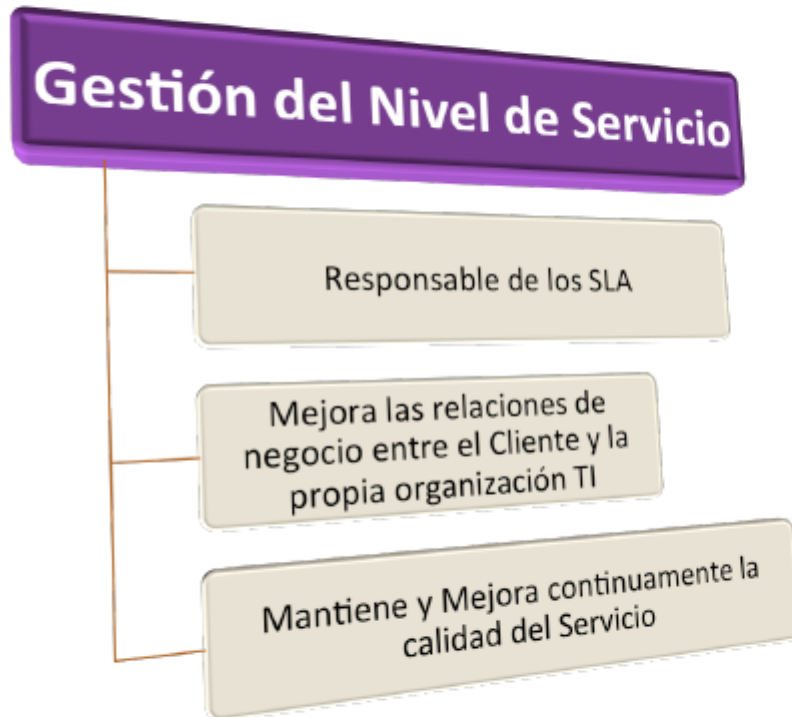 Gestión del Nivel de Servicio
Responsable de los SLA
Mejora las relaciones de
negocio entre el Cliente y la
propia organización TI
Mantiene y Mejora continuamente la
calidad del Servicio